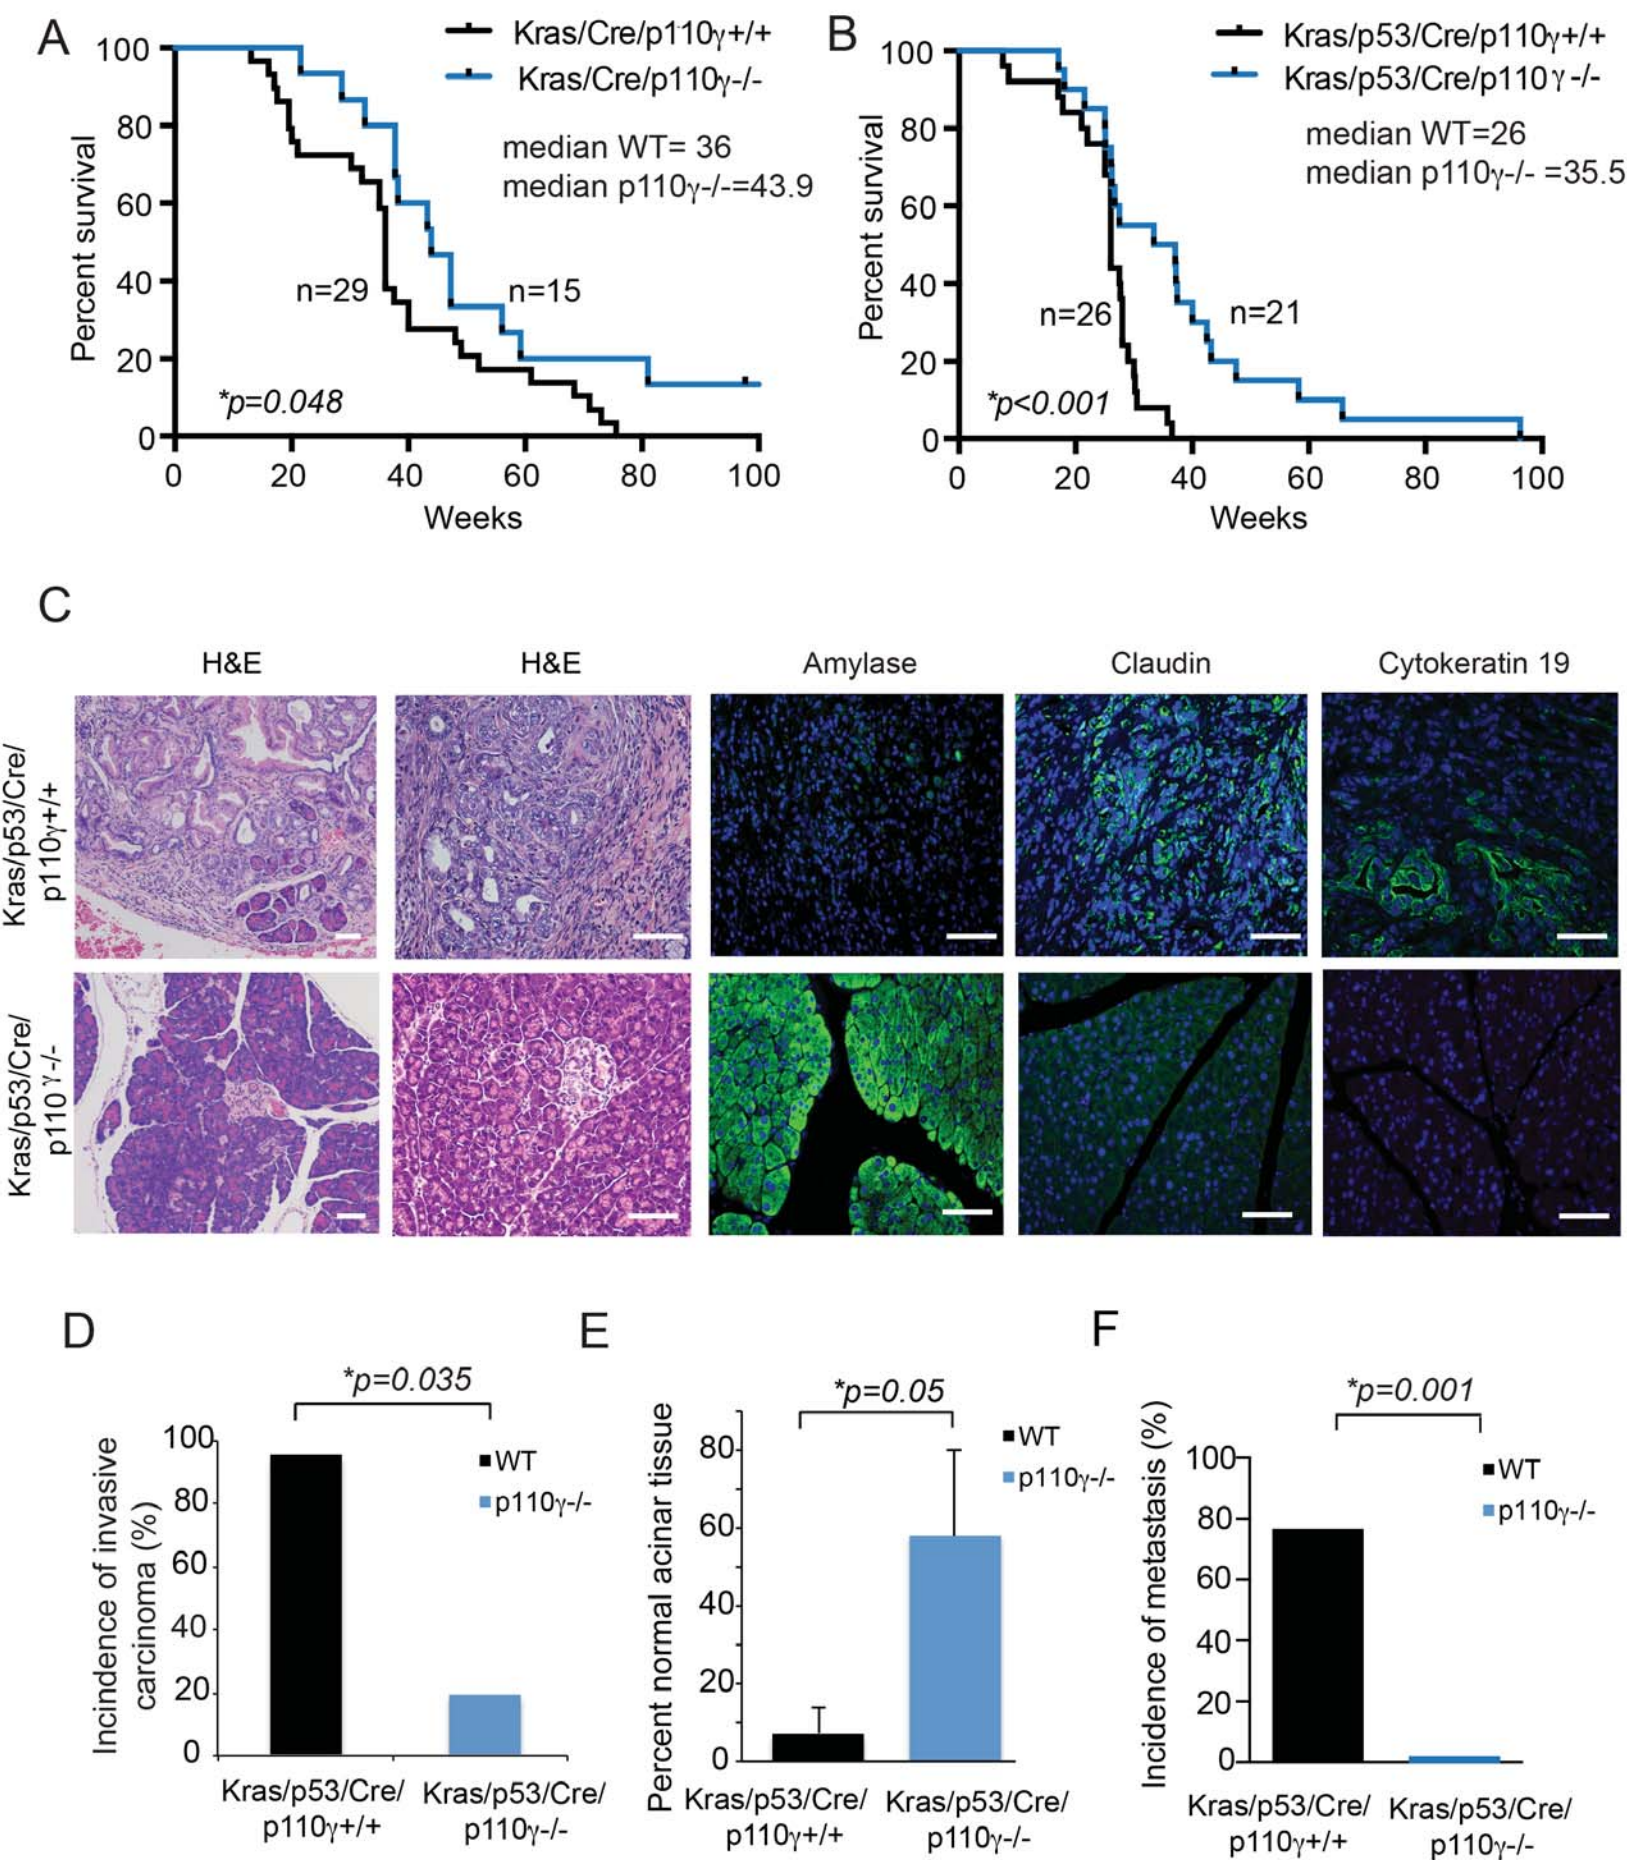 A
Kras/Cre/p110γ+/+
Kras/Cre/p110γ-/-
median WT= 36
median p110γ-/-=43.9
n=29
n=15
*p=0.048
Percent survival
100
80
60
40
20
0
0 20 40 60 80 100
Weeks
B
Kras/p53/Cre/p110γ+/+
Kras/p53/Cre/p110γ-/-
median WT=26
median p110γ-/- =35.5
n=26
n=21
*p<0.001
Percent survival
100
80
60
40
20
0
0 20 40 60 80 100
Weeks
C
H&E H&E Amylase Claudin Cytokeratin 19
Kras/p53/Cre/
p110γ+/+
Kras/p53/Cre/
p110γ-/-
D
*p=0.035
WT
p110γ-/-
Incindence of invasive
carcinoma (%)
100
80
60
40
20
0
Kras/p53/Cre/
p110γ+/+
Kras/p53/Cre/
p110γ-/-
E
*p=0.05
WT
p110γ-/-
Percent normal acinar tissue
80
60
40
20
0
Kras/p53/Cre/
p110γ+/+
Kras/p53/Cre/
p110γ-/-
F
*p=0.001
WT
p110γ-/-
Incidence of metastasis (%)
100
80
60
40
20
0
Kras/p53/Cre/
p110γ+/+
Kras/p53/Cre/
p110γ-/-